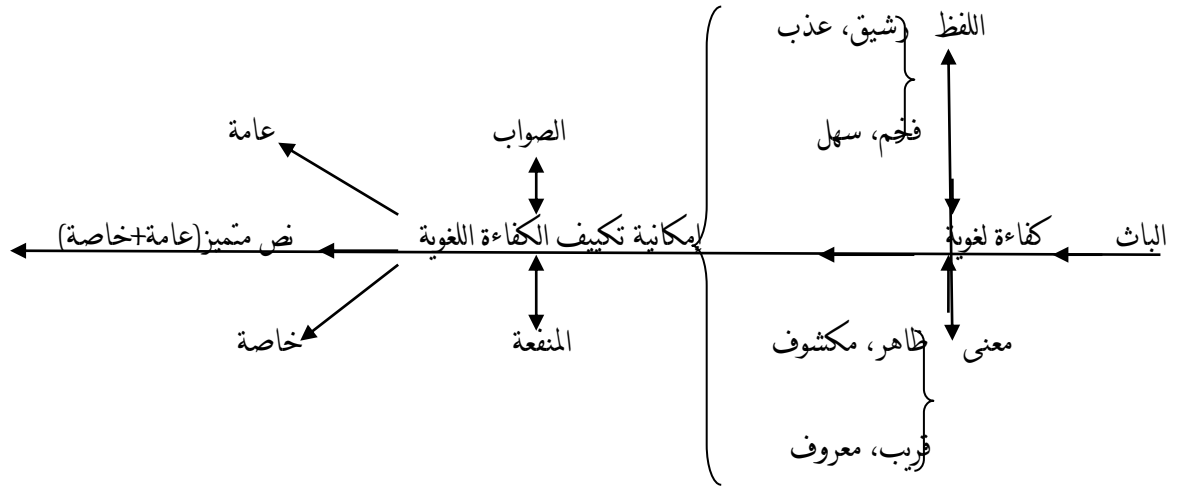 اللفظ رشيق، عذب
فخم، سهل
الصواب
عامة
الباث كفاءة لغوية إمكانية تكييف الكفاءة اللغوية نص متميز(عامة+خاصة)
معنى ظاهر، مكشوف
المنفعة
خاصة
قريب، معروف